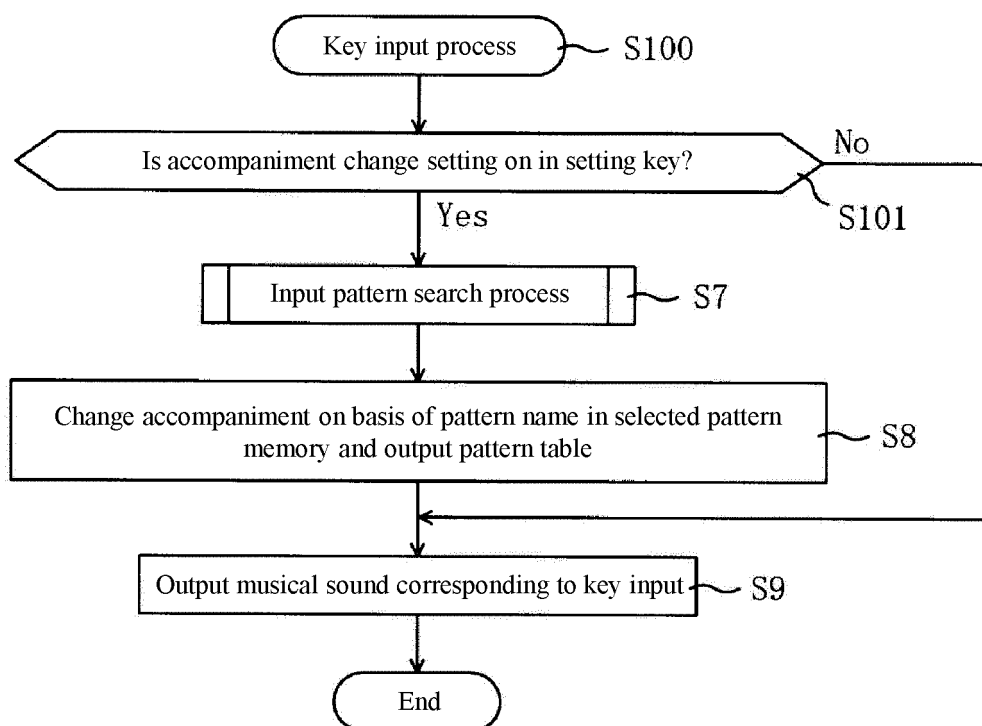 Key input process
S100
Is accompaniment change setting on in setting key?
No
S101
Yes
Input pattern search process
S7
Change accompaniment on basis of pattern name in selected pattern
memory and output pattern table
S8
Output musical sound corresponding to key input
S9
End